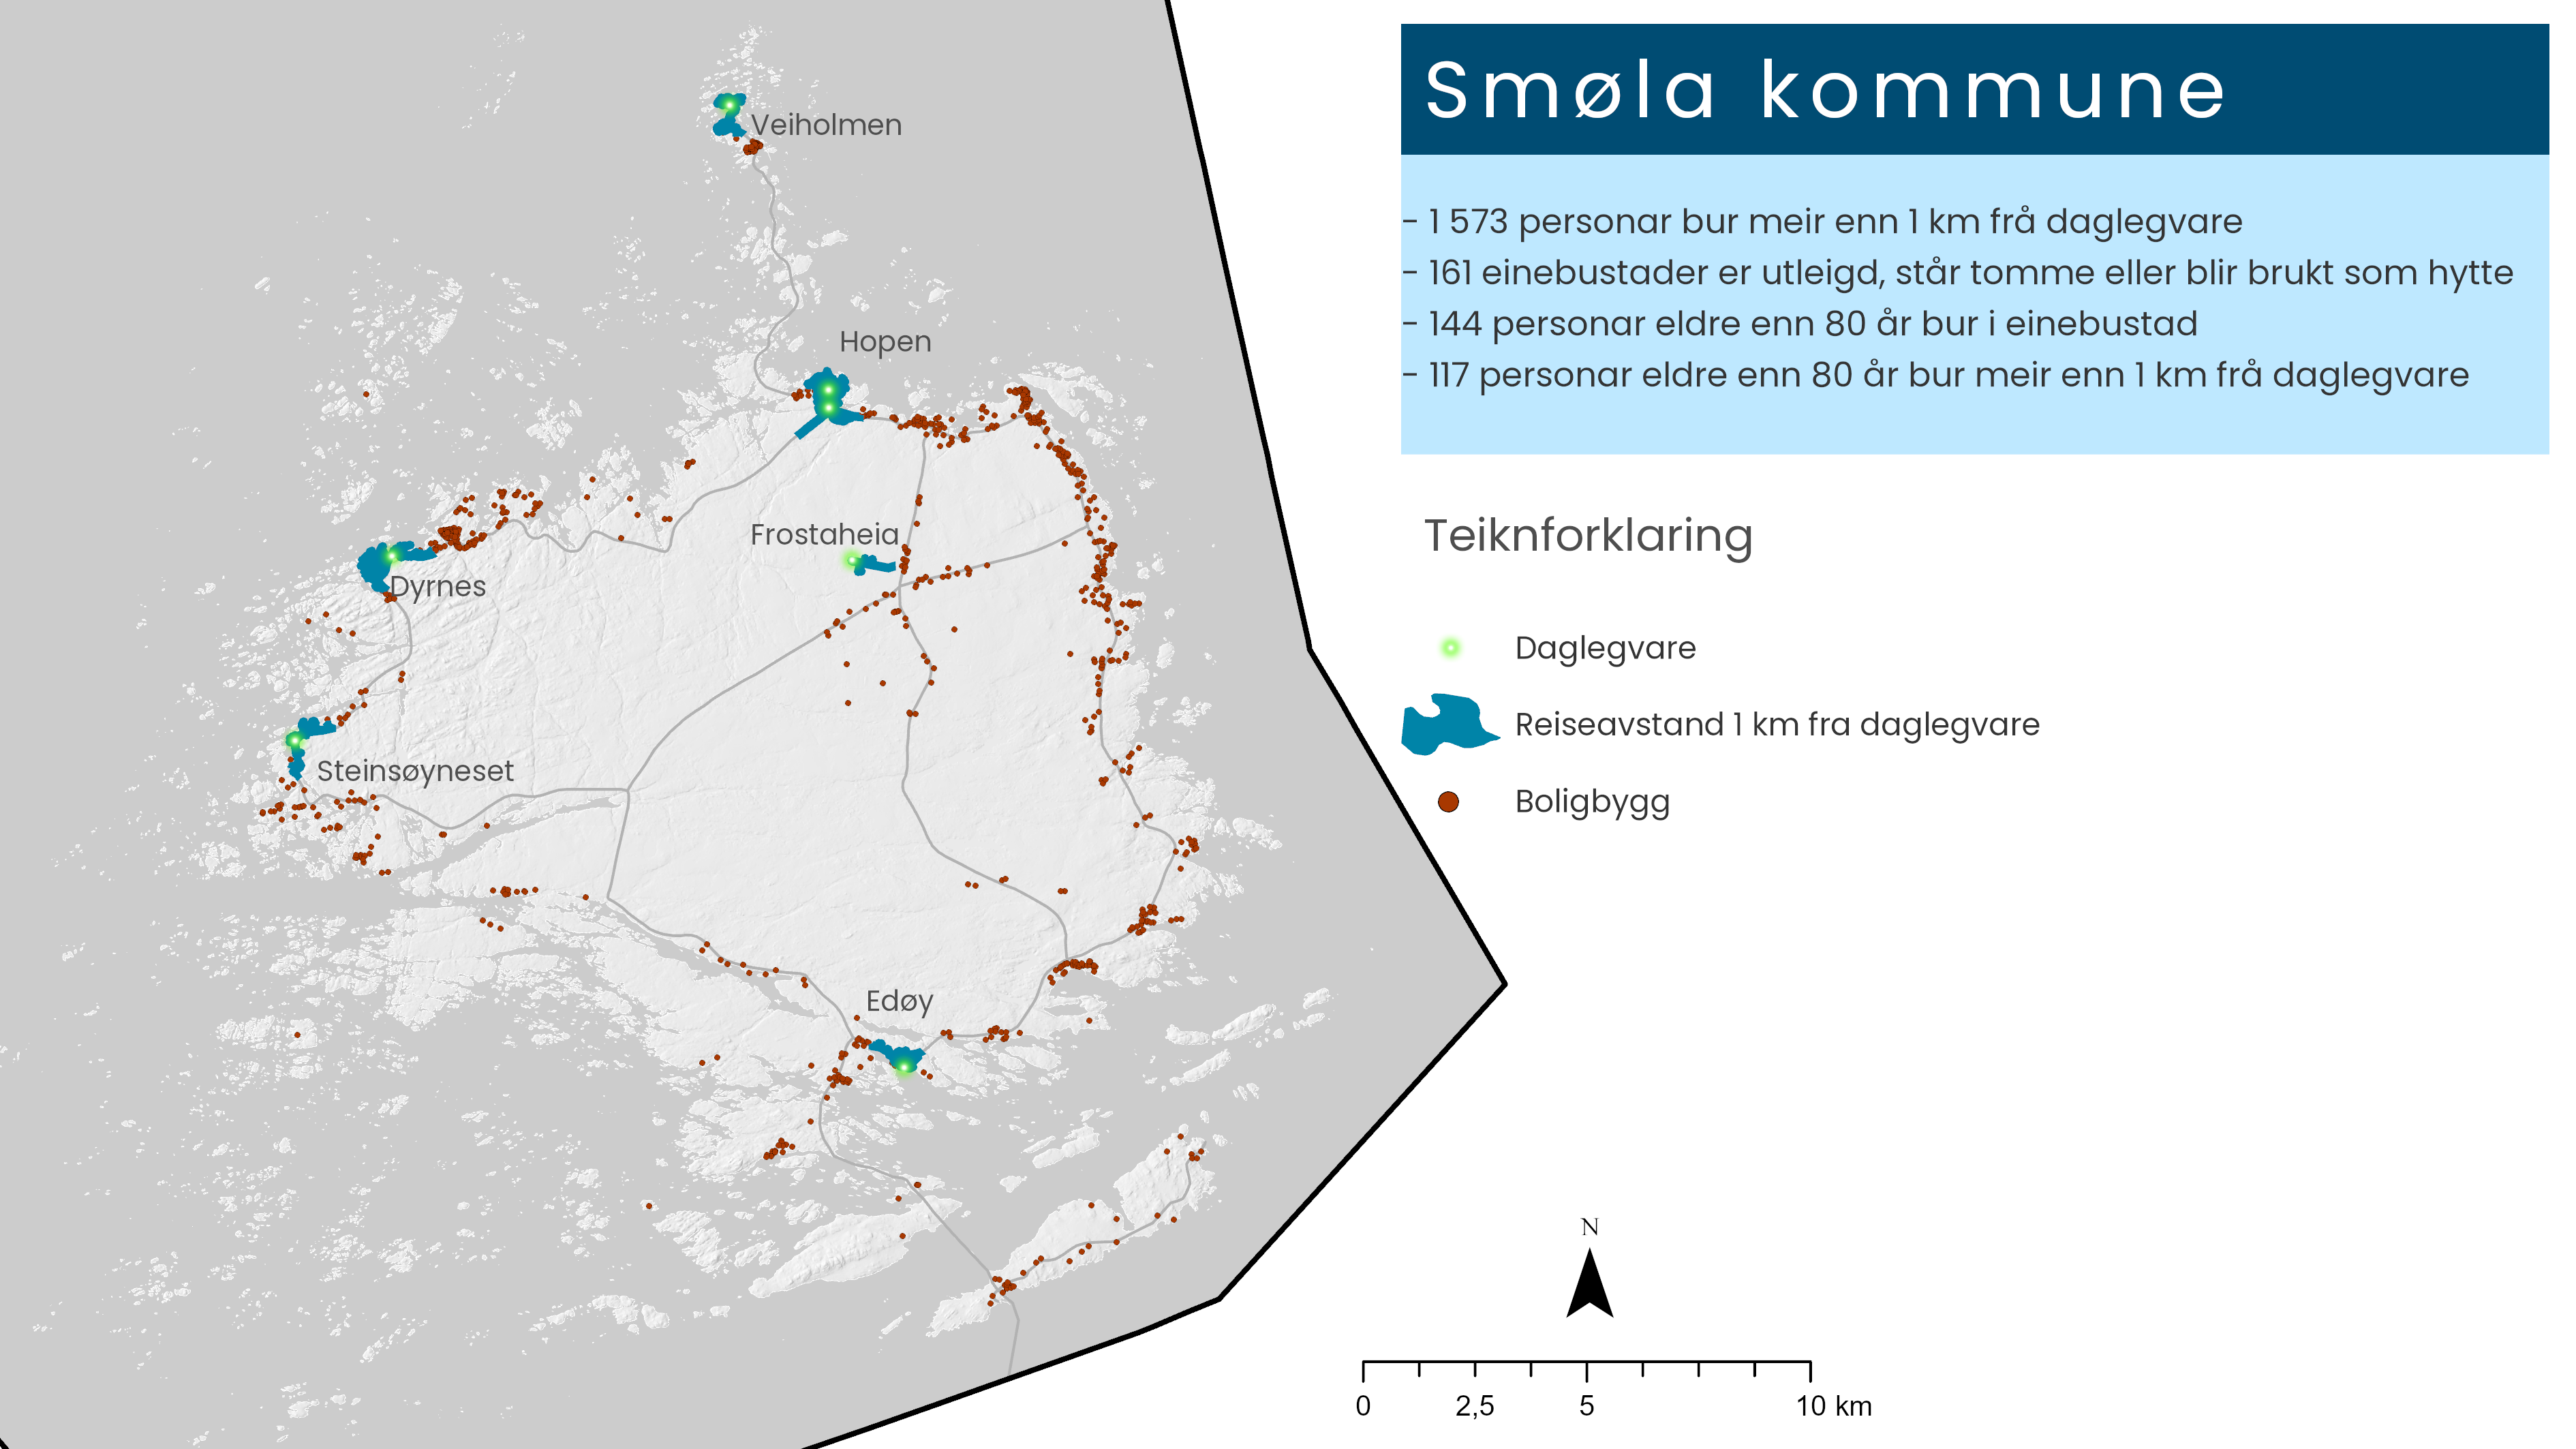 Smøla kommune
- 1 573 personar bur meir enn 1 km frå daglegvare
- 161 einebustader er utleigd, står tomme eller blir brukt som hytte
- 144 personar eldre enn 80 år bur i einebustad
- 117 personar eldre enn 80 år bur meir enn 1 km frå daglegvare
Teiknforklaring
Daglegvare
Reiseavstand 1 km fra daglegvare
Boligbygg
Veiholmen
Hopen
Frostaheia
Dyrnes
Steinsøyneset
Edøy
N
0 2,5 5 10 km